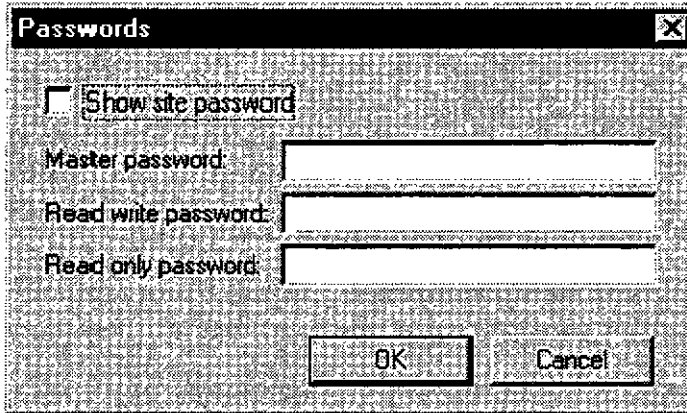 Passwords
Show site password
Master password:
Read write password:
Read only password:
OK
Cancel